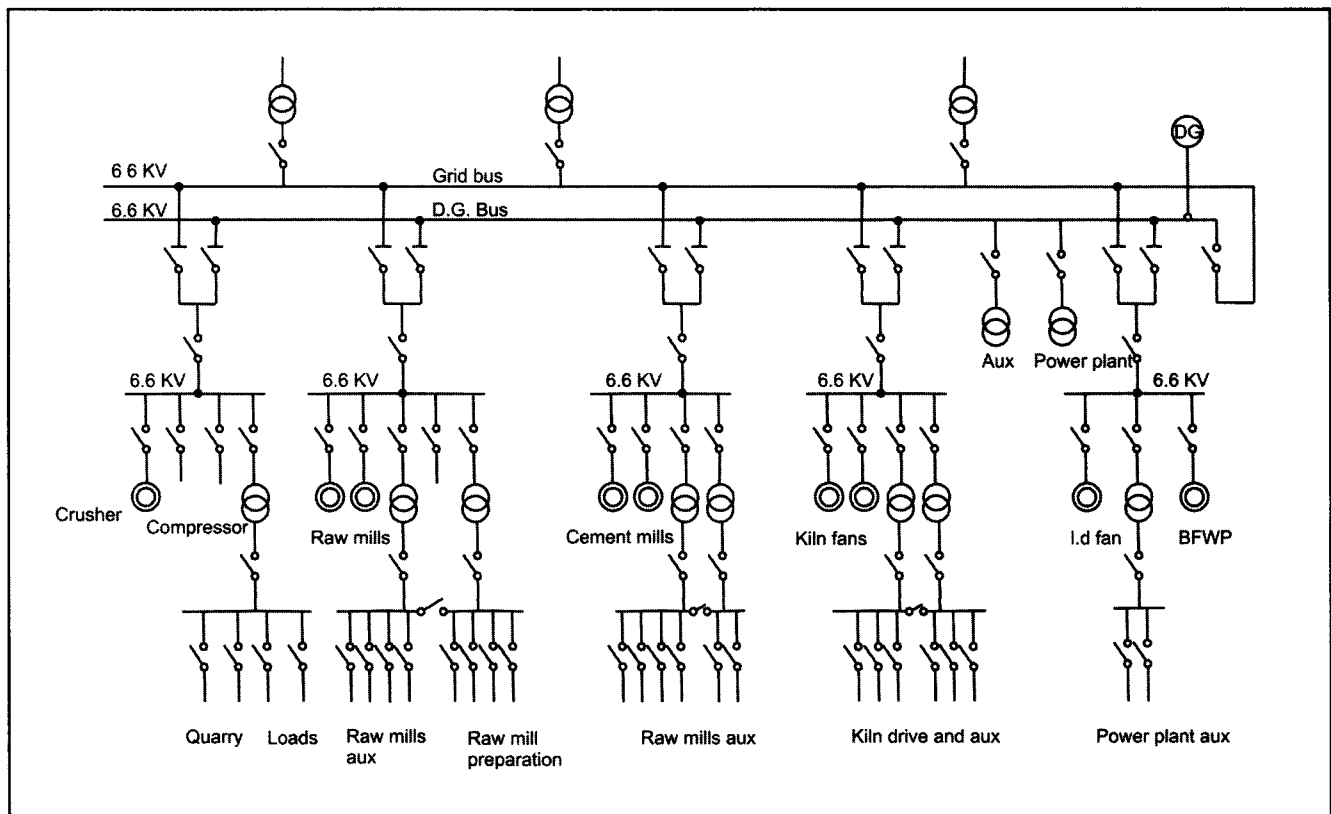 DG
6 6 KV
Grid bus
6.6 KV
D.G. Bus
Aux
Power plant
6.6 KV
6.6 KV
6.6 KV
6.6 KV
6.6 KV
Crusher
Compressor
Raw mills
Cement mills
Kiln fans
I.d fan
BFWP
Quarry
Loads
Raw mills
aux
Raw mill
preparation
Raw mills aux
Kiln drive and aux
Power plant aux